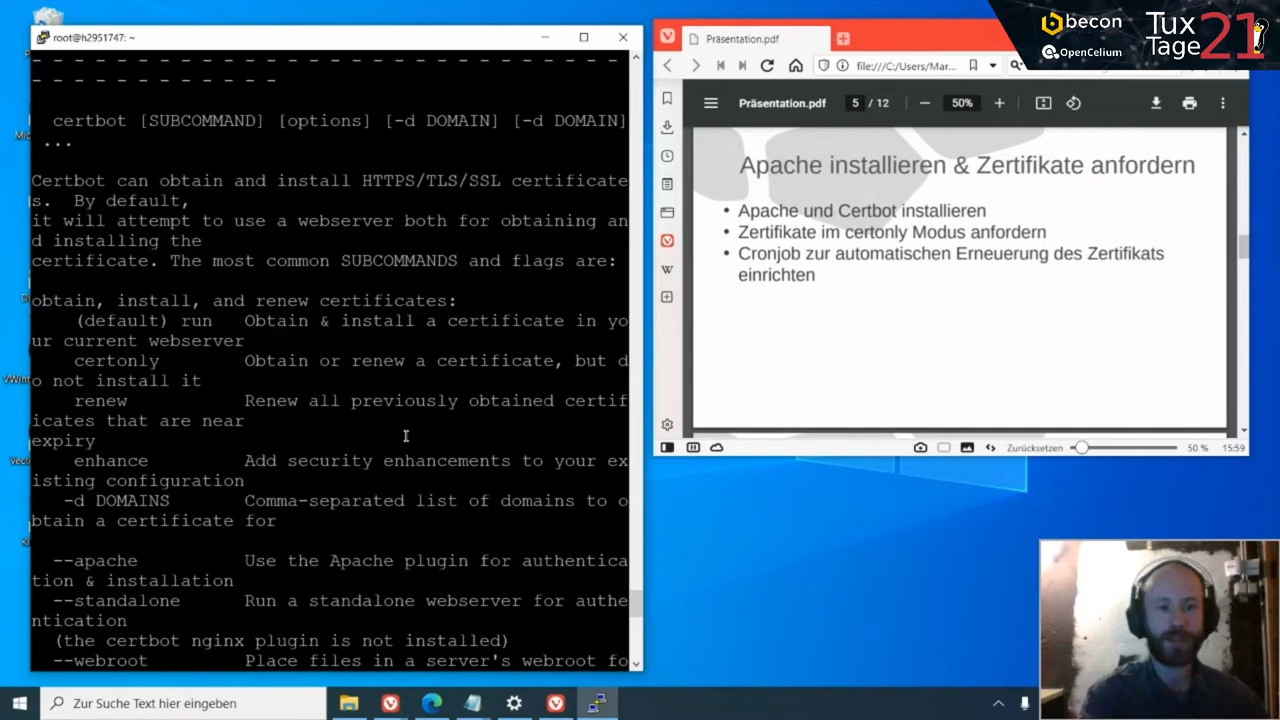 root@h2951747: ~
- - - - - - - - - - - - - - - - - - - - - - - - - - - -
- - - - - - - - - - - -
certbot [SUBCOMMAND] [options] [-d DOMAIN] [-d DOMAIN]
...
Certbot can obtain and install HTTPS/TLS/SSL certificate
s.  By default,
it will attempt to use a webserver both for obtaining an
d installing the
certificate. The most common SUBCOMMANDS and flags are:
obtain, install, and renew certificates:
(default) run   Obtain & install a certificate in yo
ur current webserver
certonly        Obtain or renew a certificate, but d
o not install it
renew           Renew all previously obtained certif
icates that are near
expiry
enhance         Add security enhancements to your ex
isting configuration
-d DOMAINS       Comma-separated list of domains to o
btain a certificate for
--apache          Use the Apache plugin for authentica
tion & installation
--standalone      Run a standalone webserver for authe
ntication
(the certbot nginx plugin is not installed)
--webroot         Place files in a server's webroot fo
Präsentation.pdf
file:///C:/Users/Mar...
Präsentation.pdf 5 / 12 50%
Apache installieren & Zertifikate anfordern
• Apache und Certbot installieren
• Zertifikate im certonly Modus anfordern
• Cronjob zur automatischen Erneuerung des Zertifikats
einrichten
Zurücksetzen 50 % 15:59
becon
OpenCelium
Tux
Tage
21
Zur Suche Text hier eingeben